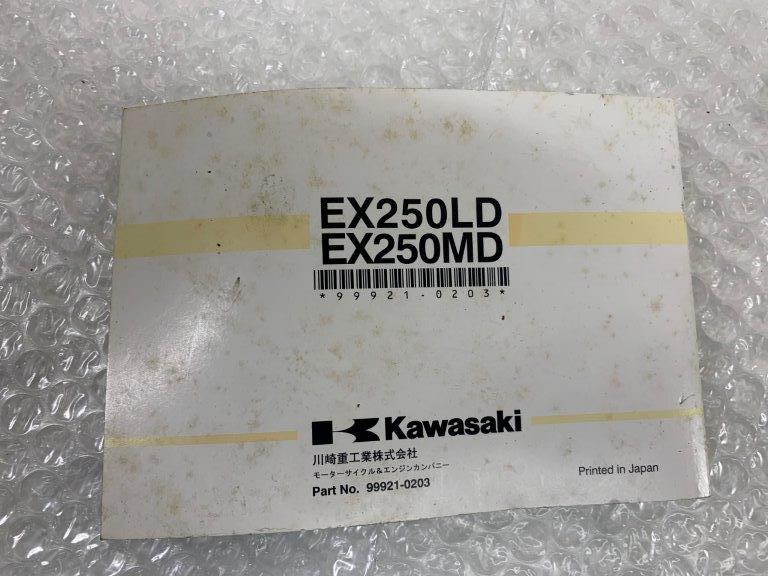 EX250LD
EX250MD
*99921-0203*
Kawasaki
川崎重工業株式会社
モーターサイクル&エンジンカンパニー
Part No. 99921-0203
Printed in Japan